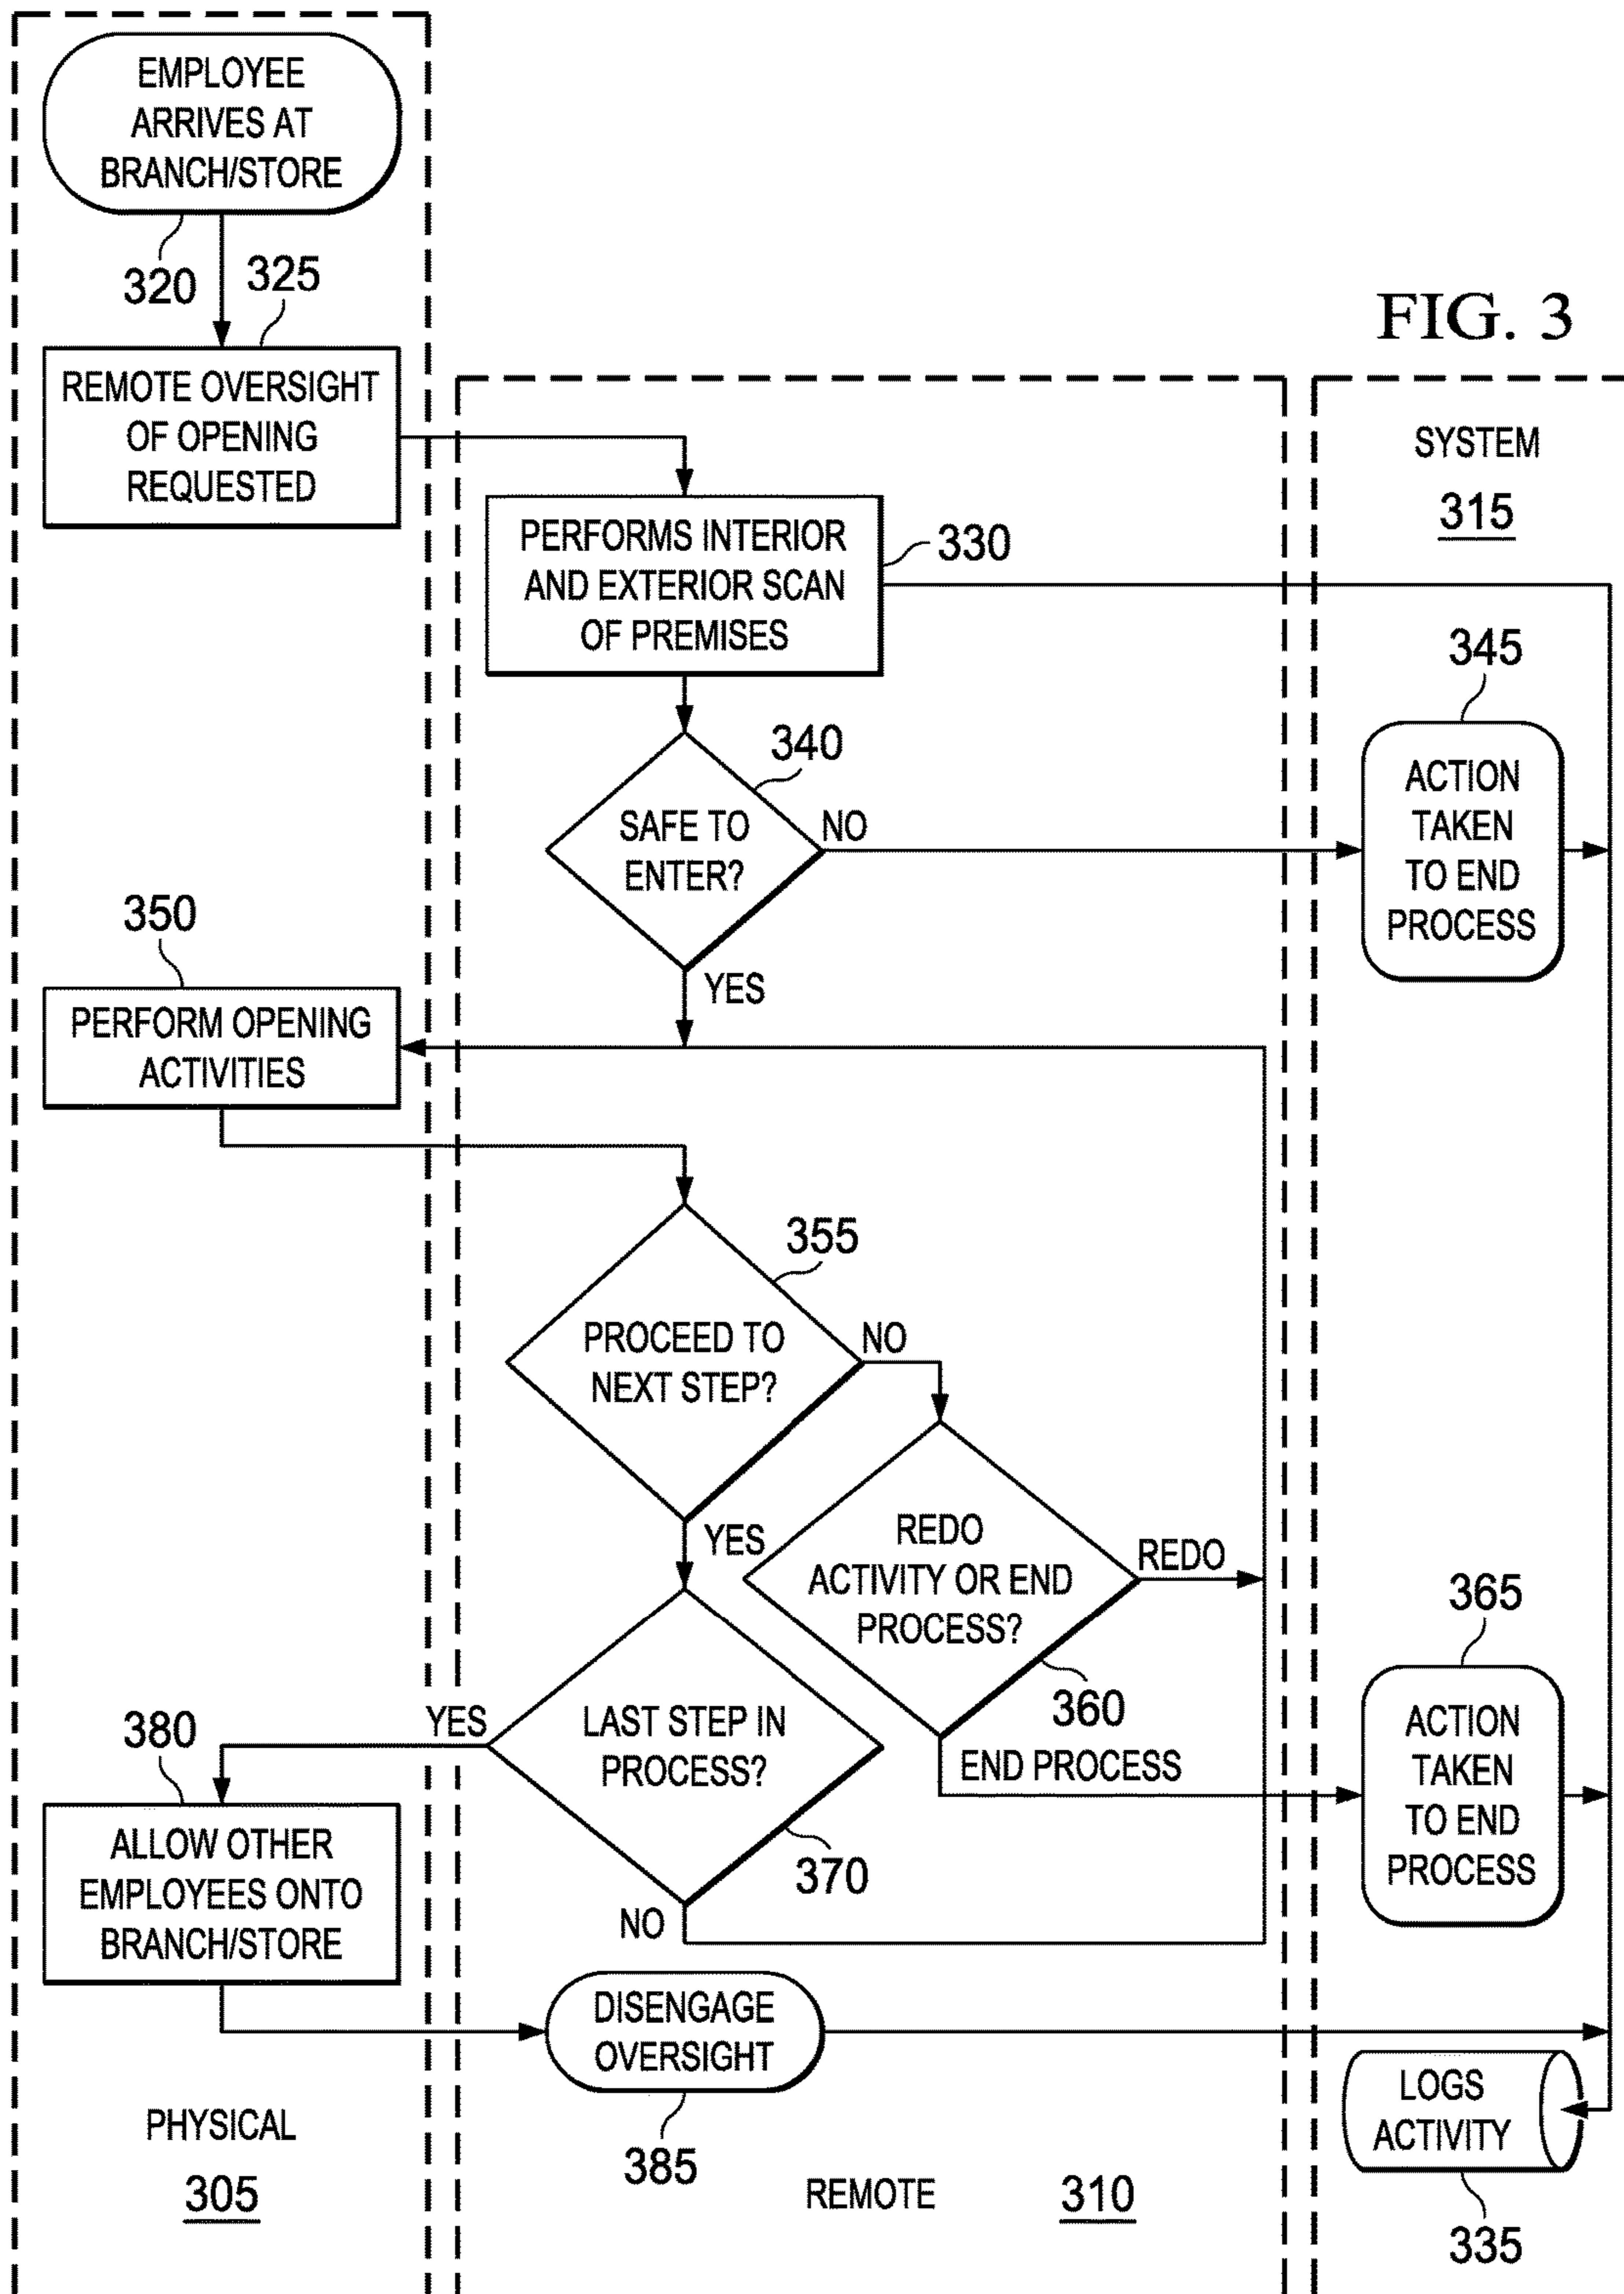 EMPLOYEE
ARRIVES AT
BRANCH/STORE
320
325
FIG. 3
REMOTE OVERSIGHT
OF OPENING
REQUESTED
SYSTEM
315
PERFORMS INTERIOR
AND EXTERIOR SCAN
OF PREMISES
330
345
340
SAFE TO
ENTER?
NO
YES
ACTION
TAKEN
TO END
PROCESS
350
PERFORM OPENING
ACTIVITIES
355
PROCEED TO
NEXT STEP?
NO
YES
REDO
ACTIVITY OR END
PROCESS?
REDO
360
END PROCESS
365
ACTION
TAKEN
TO END
PROCESS
LAST STEP IN
PROCESS?
YES
370
NO
380
ALLOW OTHER
EMPLOYEES ONTO
BRANCH/STORE
DISENGAGE
OVERSIGHT
385
LOGS
ACTIVITY
335
PHYSICAL
305
REMOTE 310